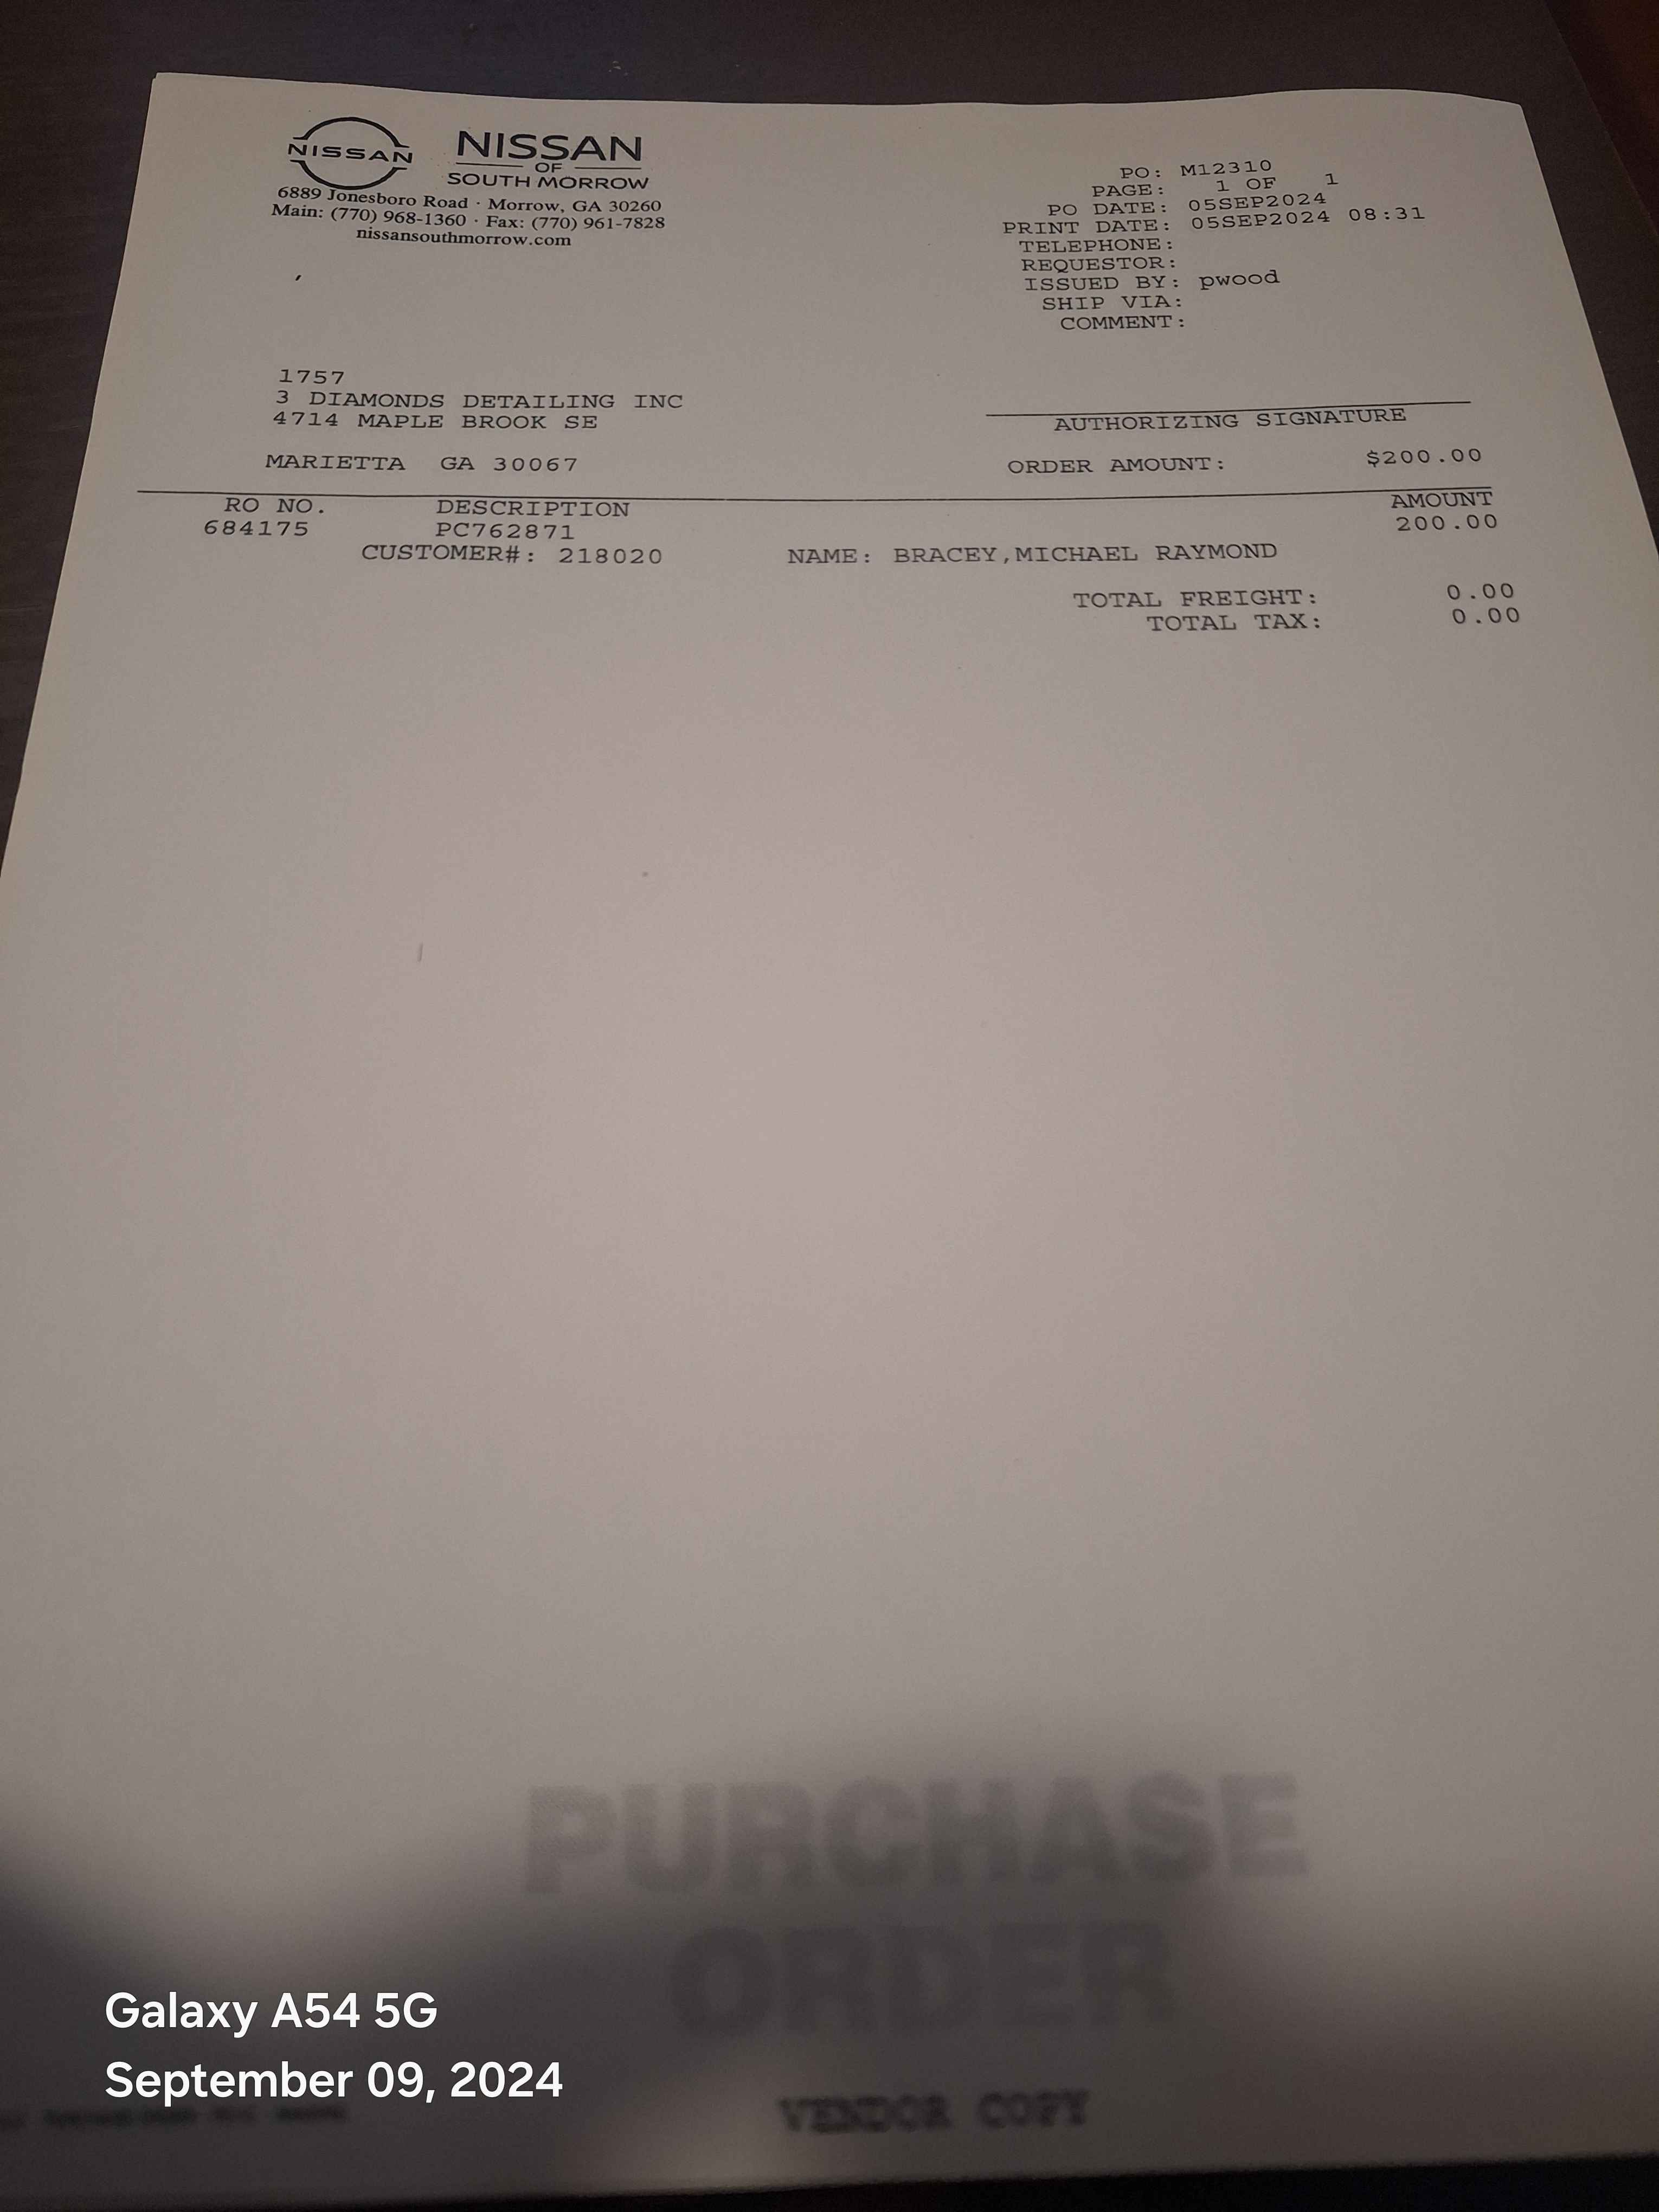 NISSAN
NISSAN
OF
SOUTH MORROW
6889 Jonesboro Road · Morrow, GA 30260
Main: (770) 968-1360 · Fax: (770) 961-7828
nissansouthmorrow.com
PO: M12310
PAGE: 1 OF 1
PO DATE: 05SEP2024
PRINT DATE: 05SEP2024 08:31
TELEPHONE:
REQUESTOR:
ISSUED BY: pwood
SHIP VIA:
COMMENT:
1757
3 DIAMONDS DETAILING INC
4714 MAPLE BROOK SE
MARIETTA GA 30067
AUTHORIZING SIGNATURE
ORDER AMOUNT: $200.00
RO NO. DESCRIPTION AMOUNT
684175 PC762871 200.00
CUSTOMER#: 218020 NAME: BRACEY,MICHAEL RAYMOND
TOTAL FREIGHT: 0.00
TOTAL TAX: 0.00
PURCHASE
ORDER
Galaxy A54 5G
September 09, 2024
VENDOR COPY